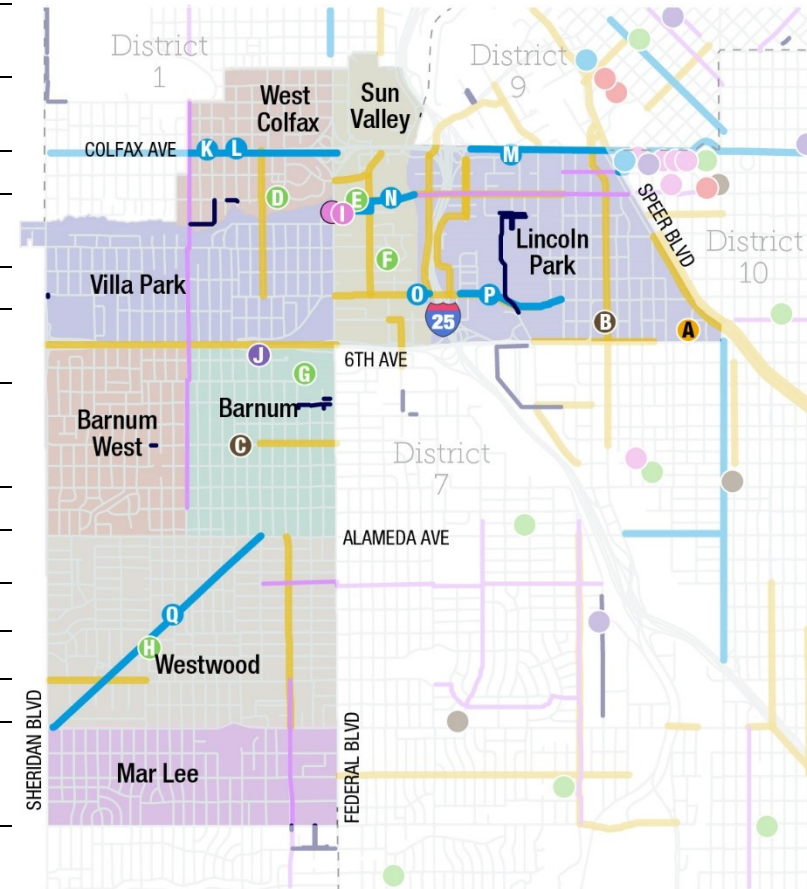 District
1
District
9
West
Colfax
Sun
Valley
COLFAX AVE
K
L
M
D
E
N
I
SPEER BLVD
F
Lincoln
Park
District
10
Villa Park
O
P
25
B
A
J
6TH AVE
G
Barnum
Barnum
West
C
District
7
ALAMEDA AVE
Q
H
Westwood
SHERIDAN BLVD
Mar Lee
FEDERAL BLVD